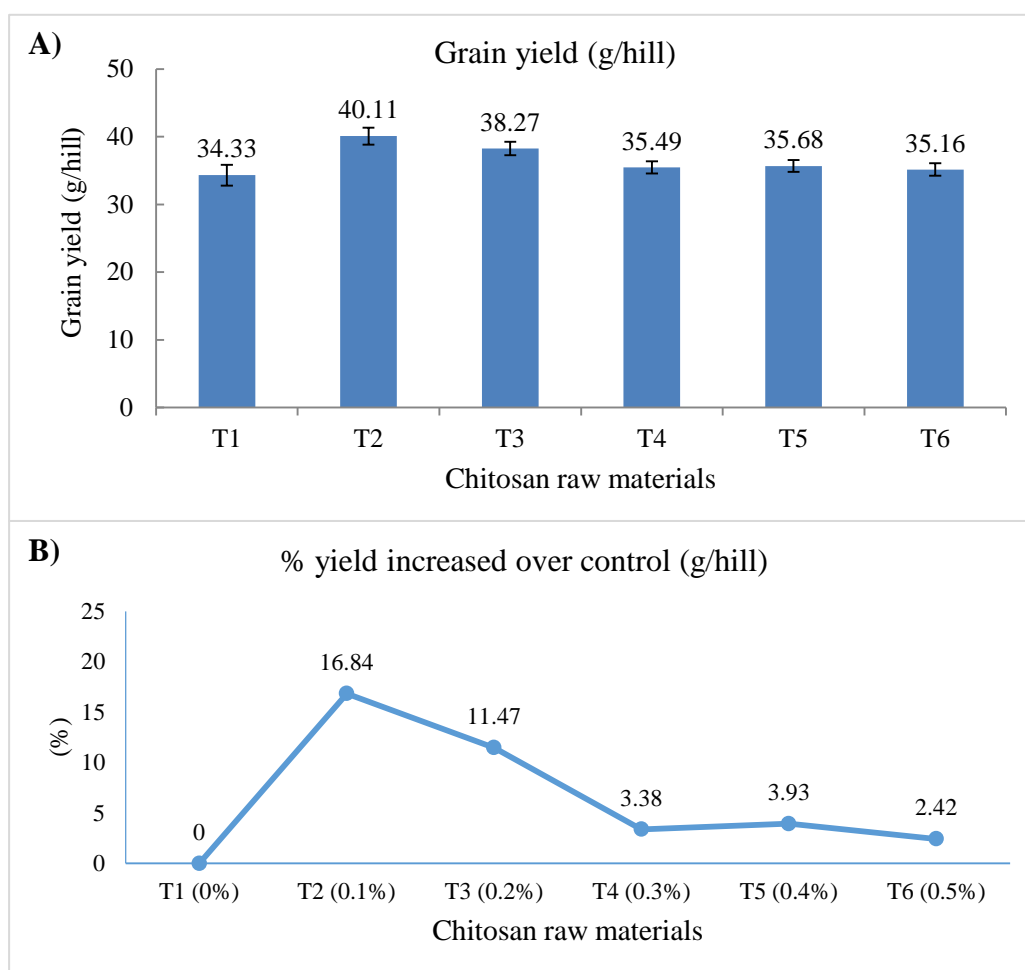 A)
Grain yield (g/hill)
Grain yield (g/hill)
50
40
30
20
10
0
34.33
40.11
38.27
35.49
35.68
35.16
T1
T2
T3
T4
T5
T6
Chitosan raw materials
B)
% yield increased over control (g/hill)
(%)
25
20
15
10
5
0
0
16.84
11.47
3.38
3.93
2.42
T1 (0%)
T2 (0.1%)
T3 (0.2%)
T4 (0.3%)
T5 (0.4%)
T6 (0.5%)
Chitosan raw materials